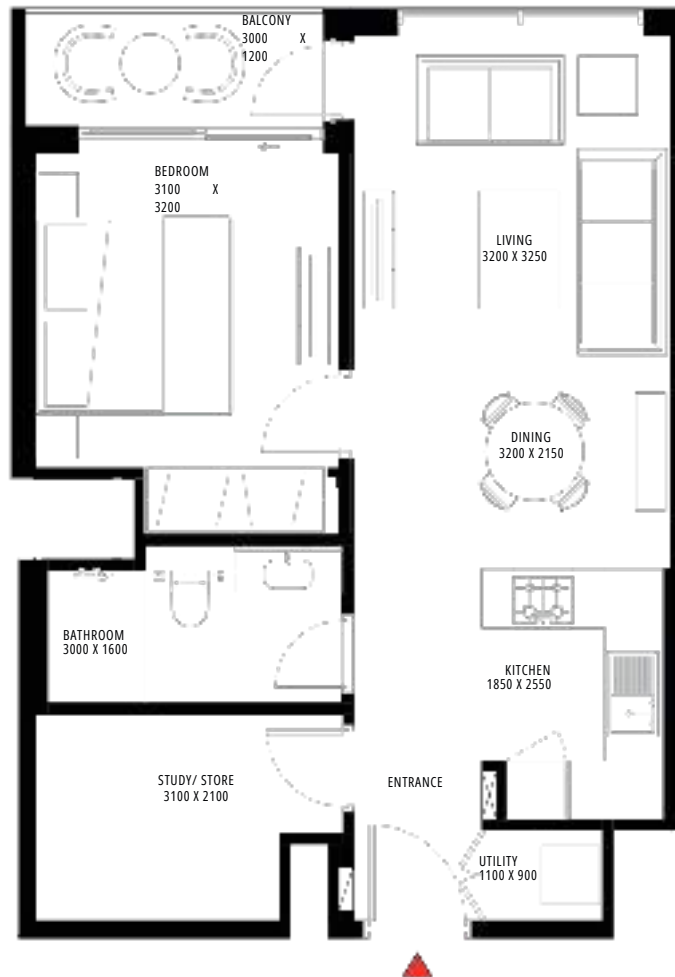 BALCONY
3000 X
1200
BEDROOM
3100 X
3200
LIVING
3200 X 3250
DINING
3200 X 2150
BATHROOM
3000 X 1600
KITCHEN
1850 X 2550
STUDY/ STORE
3100 X 2100
ENTRANCE
UTILITY
1100 X 900